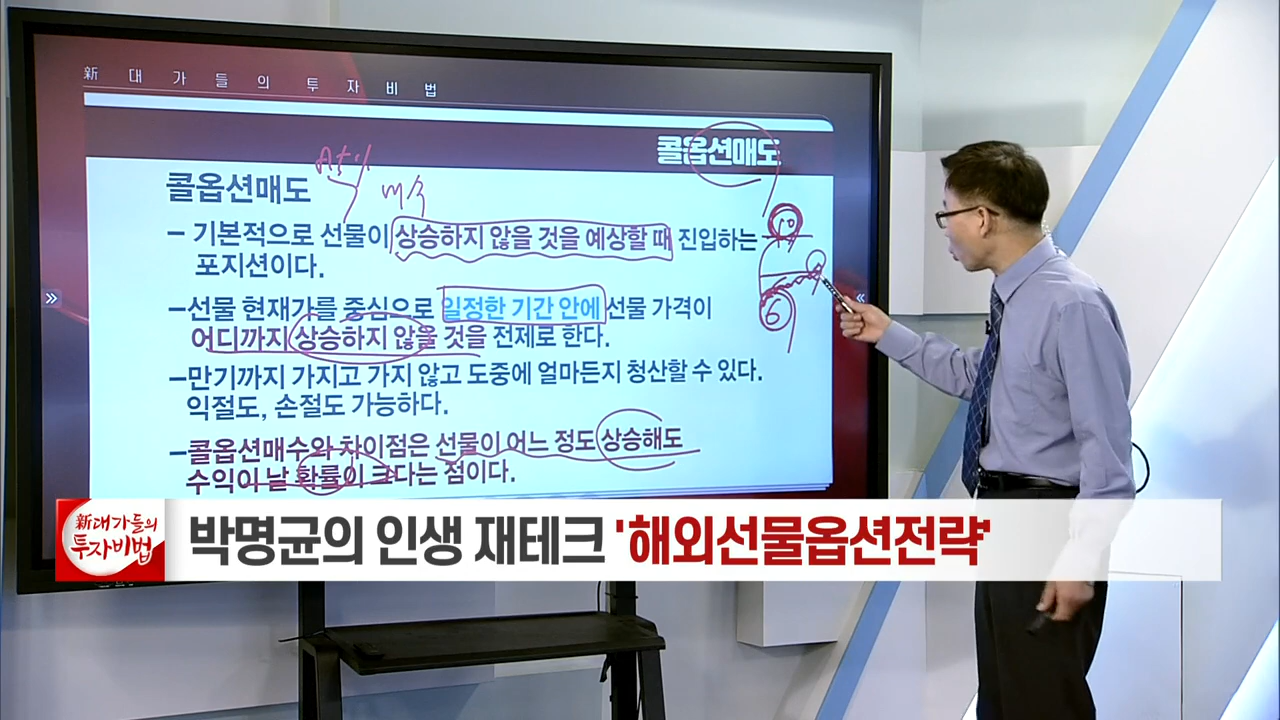 新 대 가 들 의 투 자 비 법
콜옵션매도
콜옵션매도
매수
- 기본적으로 선물이 상승하지 않을 것을 예상할 때 진입하는
포지션이다.
10
-선물 현재가를 중심으로 일정한 기간 안에 선물 가격이
어디까지 상승하지 않을 것을 전제로 한다.
6
-만기까지 가지고 가지 않고 도중에 얼마든지 청산할 수 있다.
익절도, 손절도 가능하다.
-콜옵션매수와 차이점은 선물이 어느 정도 상승해도
수익이 날 확률이 크다는 점이다.
新대가들의
투자비법
박명균의 인생 재테크 '해외선물옵션전략'